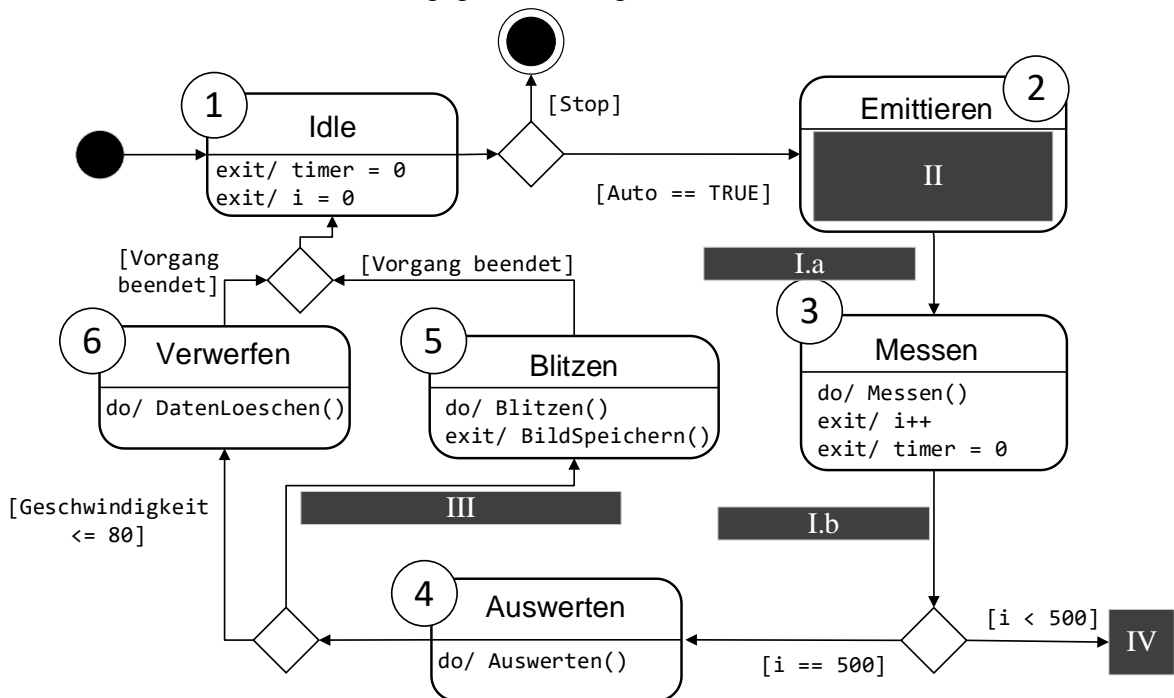 1
Idle
exit/ timer = 0
exit/ i = 0
[Stop]
[Auto == TRUE]
2
Emittieren
II
I.a
3
Messen
do/ Messen()
exit/ i++
exit/ timer = 0
I.b
[i < 500]
IV
[i == 500]
4
Auswerten
do/ Auswerten()
III
[Geschwindigkeit
<= 80]
5
Blitzen
do/ Blitzen()
exit/ BildSpeichern()
6
Verwerfen
do/ DatenLoeschen()
[Vorgang
beendet]
[Vorgang beendet]